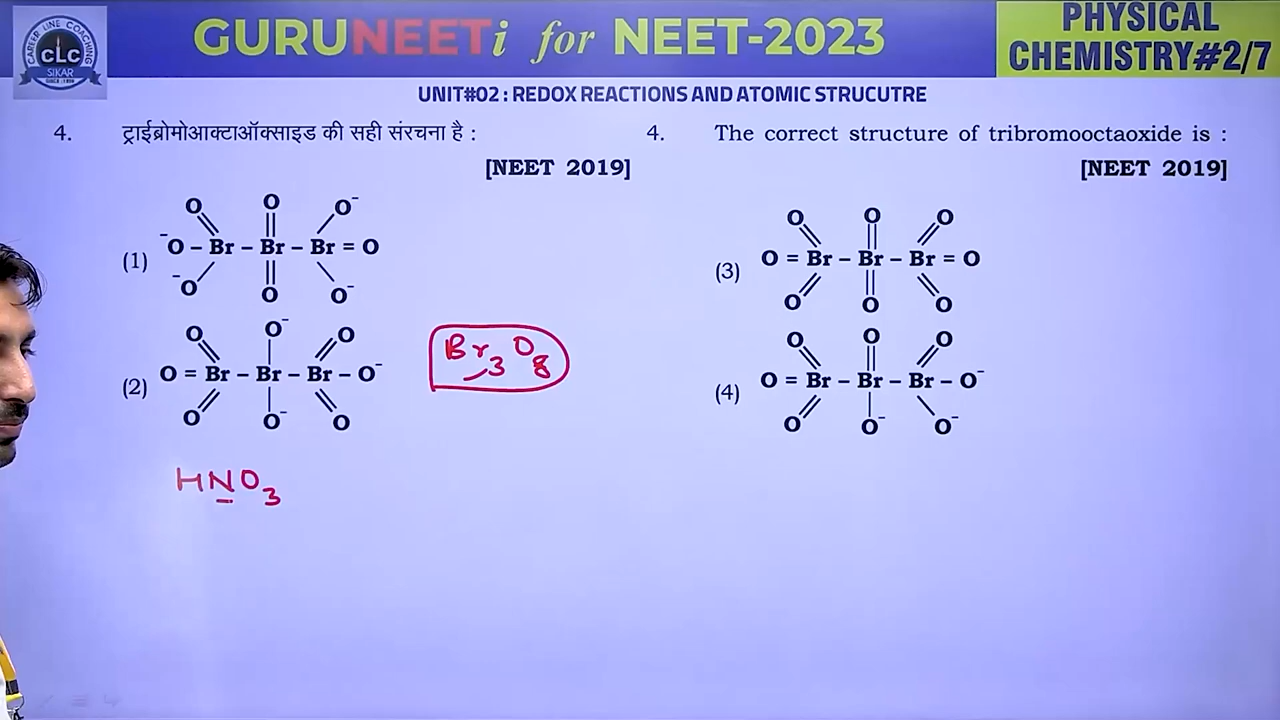 CAREER LINE COACHING
CLC
SIKAR
SINCE : 1996
GURUNEETi for NEET-2023
PHYSICAL
CHEMISTRY#2/7
UNIT#02 : REDOX REACTIONS AND ATOMIC STRUCUTRE
4. ट्राईब्रोमोआक्टाऑक्साइड की सही संरचना है :
[NEET 2019]
O O O⁻
⁻O – Br – Br – Br = O
(1)
⁻O O O⁻
O O⁻ O
O = Br – Br – Br – O⁻
(2)
O O⁻ O
Br₃O₈
HNO₃
4. The correct structure of tribromooctaoxide is :
[NEET 2019]
O O O
O = Br – Br – Br = O
(3)
O O O
O O O
O = Br – Br – Br – O⁻
(4)
O O⁻ O⁻